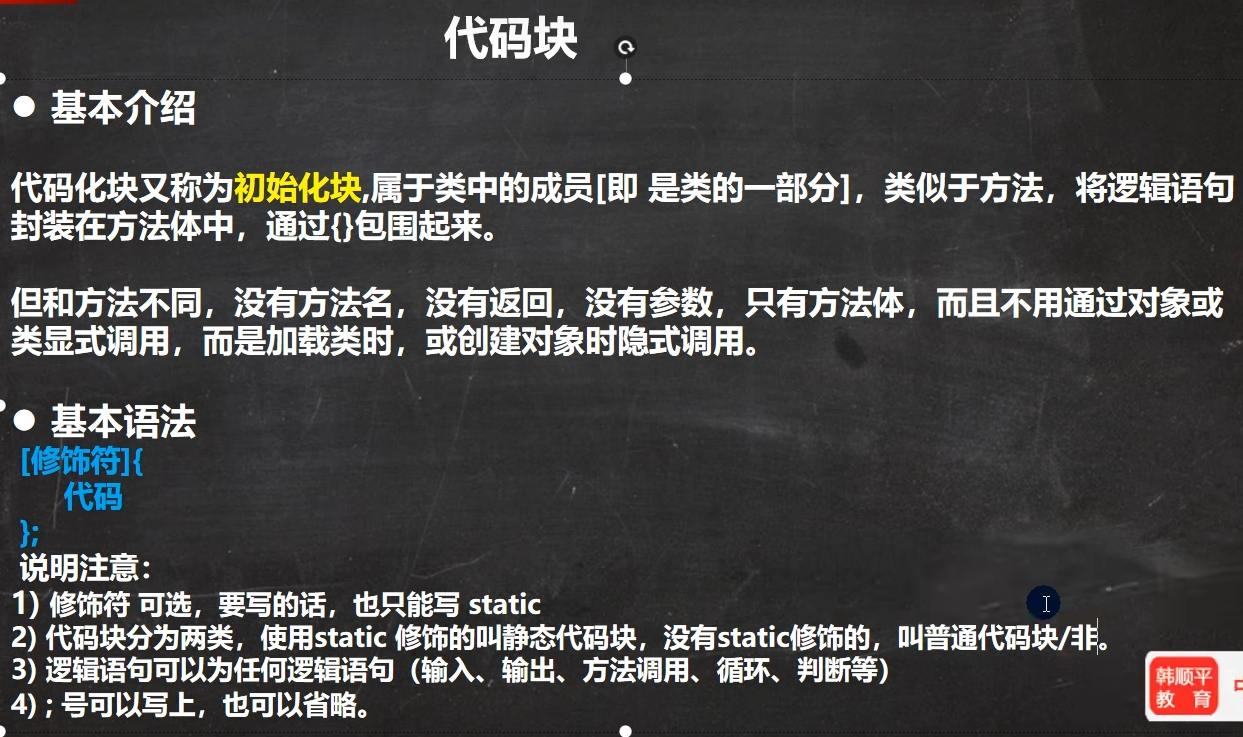 代码块
● 基本介绍
代码化块又称为初始化块,属于类中的成员[即 是类的一部分]，类似于方法，将逻辑语句
封装在方法体中，通过{}包围起来。
但和方法不同，没有方法名，没有返回，没有参数，只有方法体，而且不用通过对象或
类显式调用，而是加载类时，或创建对象时隐式调用。
● 基本语法
[修饰符]{
代码
};
说明注意：
1) 修饰符 可选，要写的话，也只能写 static
2) 代码块分为两类，使用static 修饰的叫静态代码块，没有static修饰的，叫普通代码块/非。
3) 逻辑语句可以为任何逻辑语句（输入、输出、方法调用、循环、判断等）
4) ; 号可以写上，也可以省略。
韩顺平
教 育